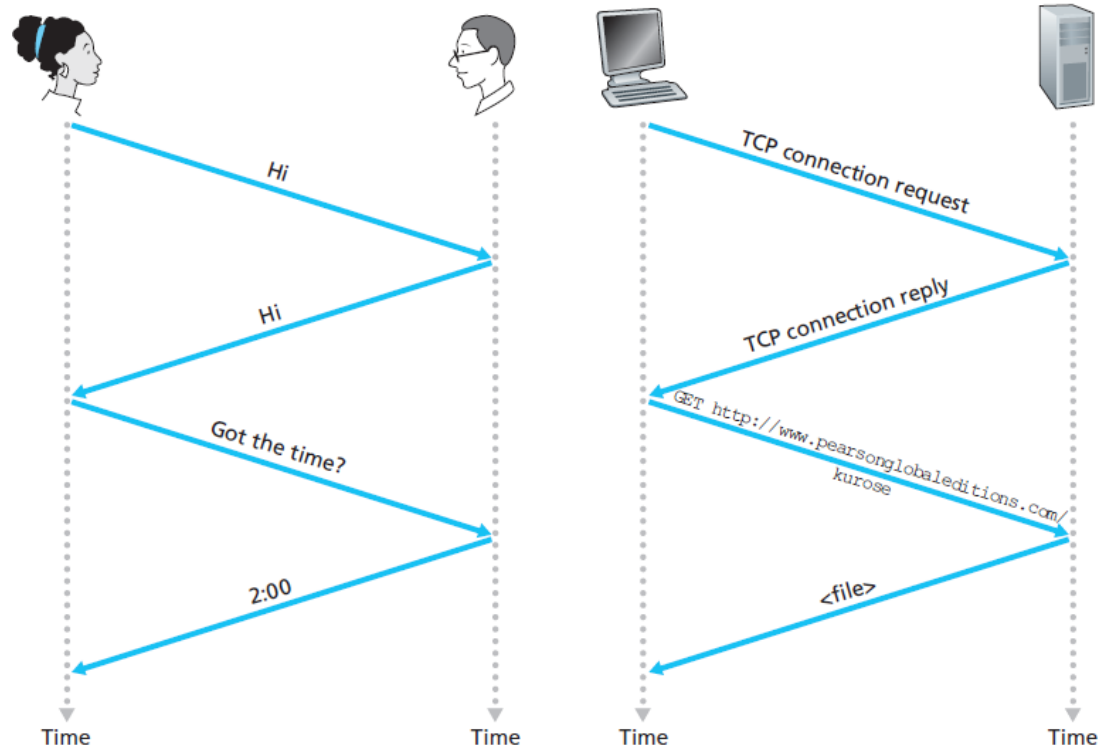 Hi
Hi
Got the time?
2:00
Time
Time
TCP connection request
TCP connection reply
GET http://www.pearsonglobaleditions.com/
kurose
<file>
Time
Time